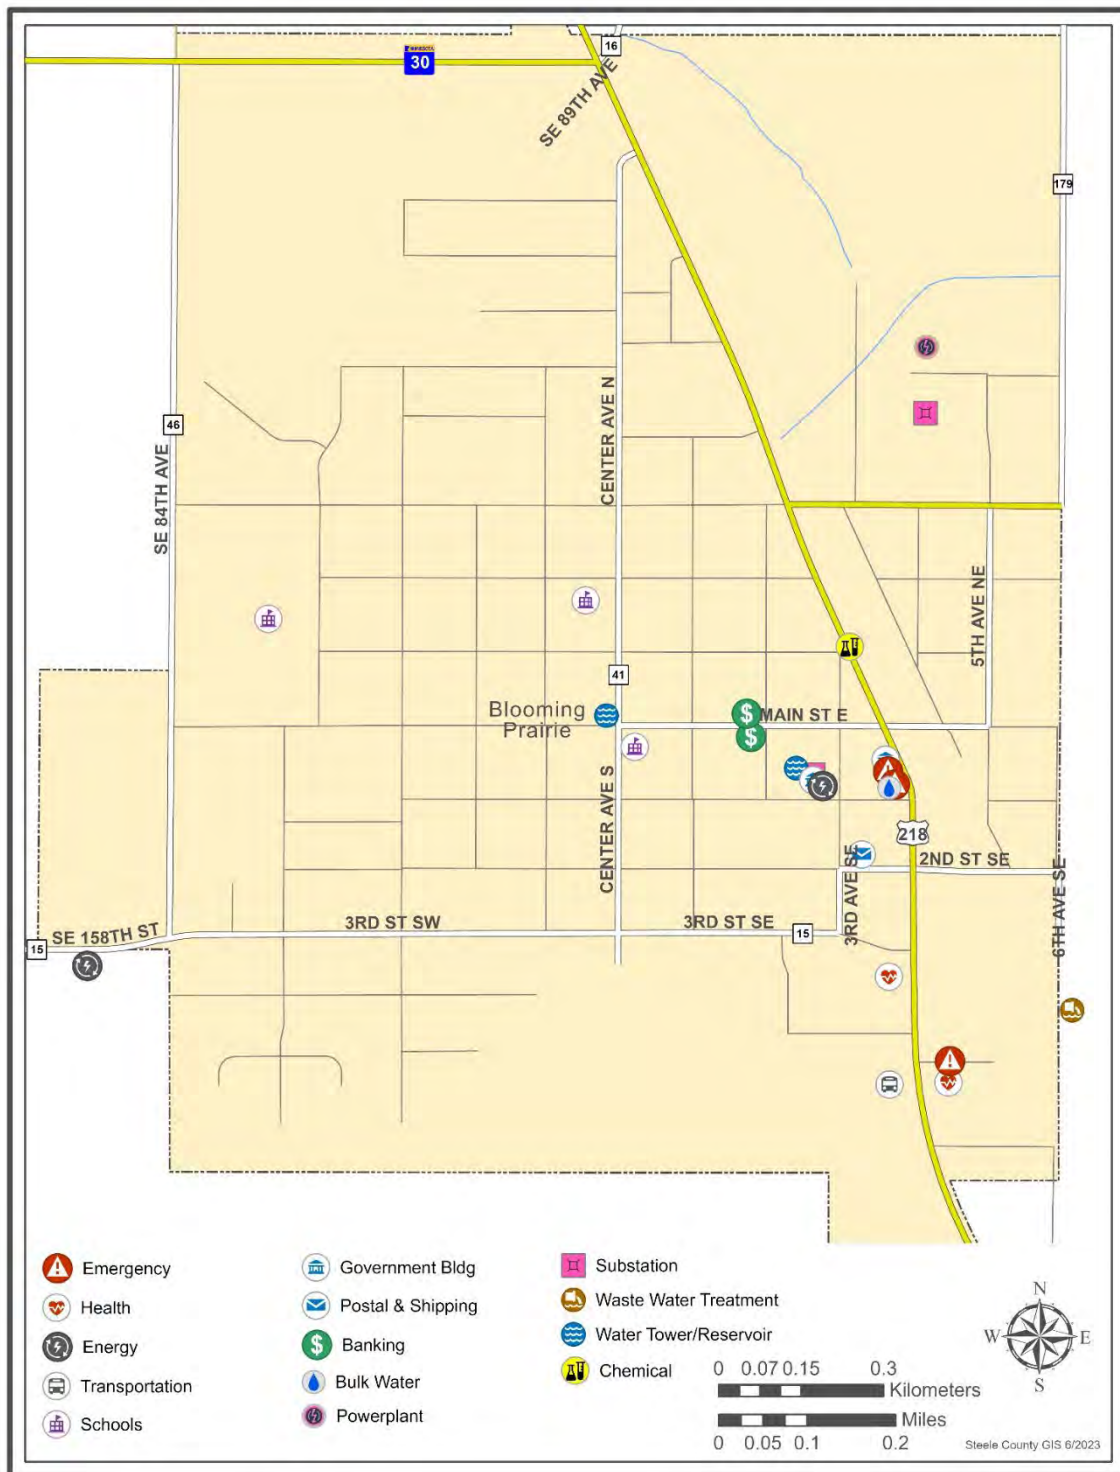 16
MINNESOTA
30
SE 89TH AVE
179
46
SE 84TH AVE
CENTER AVE N
5TH AVE NE
41
Blooming
Prairie
$
MAIN ST E
$
CENTER AVE S
218
3RD AVE SE
2ND ST SE
6TH AVE SE
SE 158TH ST
15
3RD ST SW
3RD ST SE
15
Emergency
Health
Energy
Transportation
Schools
Government Bldg
Postal & Shipping
$ Banking
Bulk Water
Powerplant
Substation
Waste Water Treatment
Water Tower/Reservoir
Chemical
N
W E
S
0 0.07 0.15 0.3
Kilometers
Miles
0 0.05 0.1 0.2
Steele County GIS 6/2023